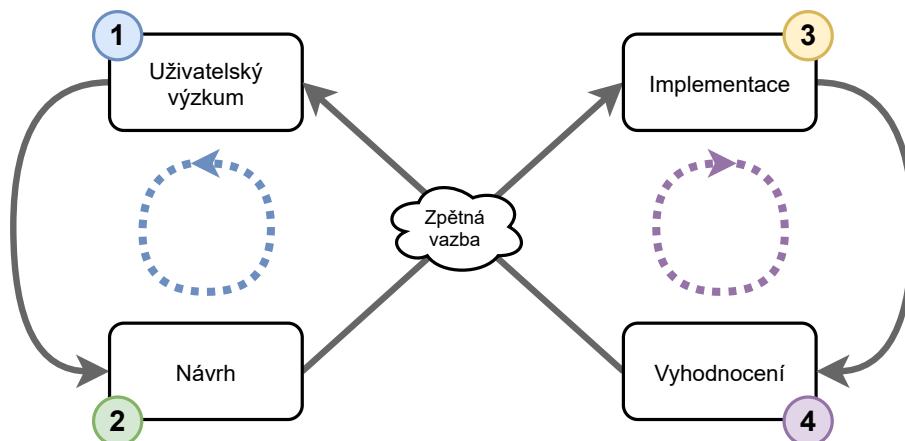 1
Uživatelský
výzkum
3
Implementace
Zpětná
vazba
Návrh
2
Vyhodnocení
4